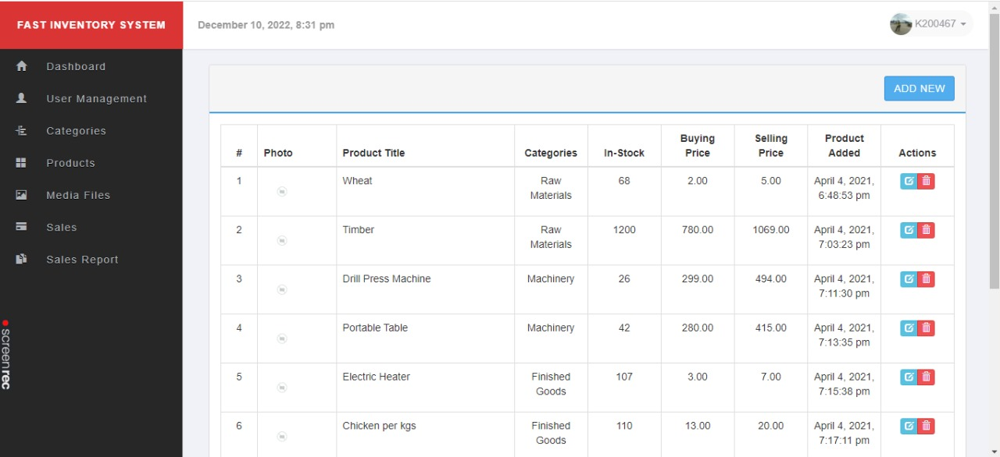 FAST INVENTORY SYSTEM
December 10, 2022, 8:31 pm
K200467
Dashboard
User Management
Categories
Products
Media Files
Sales
Sales Report
screenrec
ADD NEW
# Photo Product Title Categories In-Stock Buying Price Selling Price Product Added Actions
1 Wheat Raw Materials 68 2.00 5.00 April 4, 2021, 6:48:53 pm
2 Timber Raw Materials 1200 780.00 1069.00 April 4, 2021, 7:03:23 pm
3 Drill Press Machine Machinery 26 299.00 494.00 April 4, 2021, 7:11:30 pm
4 Portable Table Machinery 42 280.00 415.00 April 4, 2021, 7:13:35 pm
5 Electric Heater Finished Goods 107 3.00 7.00 April 4, 2021, 7:15:38 pm
6 Chicken per kgs Finished Goods 110 13.00 20.00 April 4, 2021, 7:17:11 pm